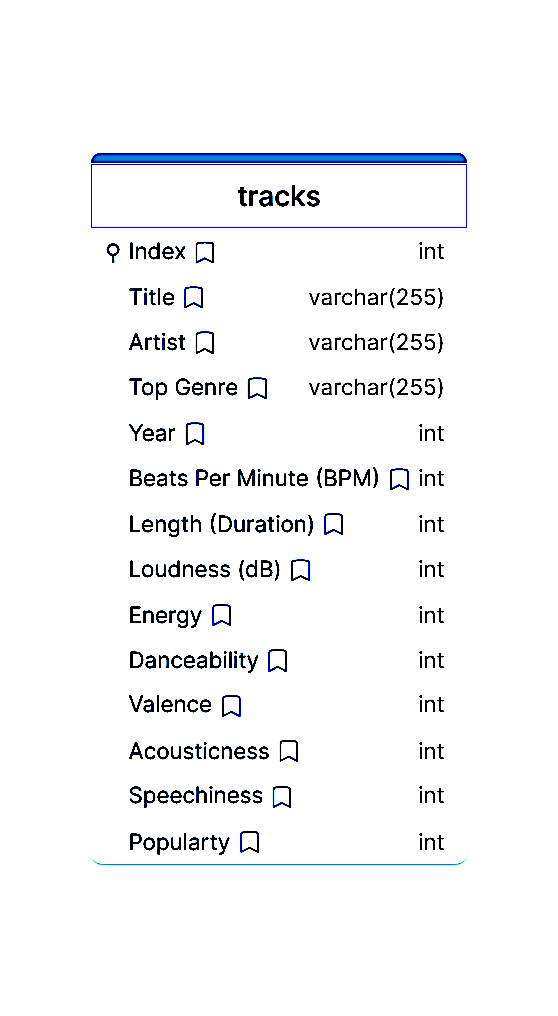 tracks
Index int
Title varchar(255)
Artist varchar(255)
Top Genre varchar(255)
Year int
Beats Per Minute (BPM) int
Length (Duration) int
Loudness (dB) int
Energy int
Danceability int
Valence int
Acousticness int
Speechiness int
Popularty int